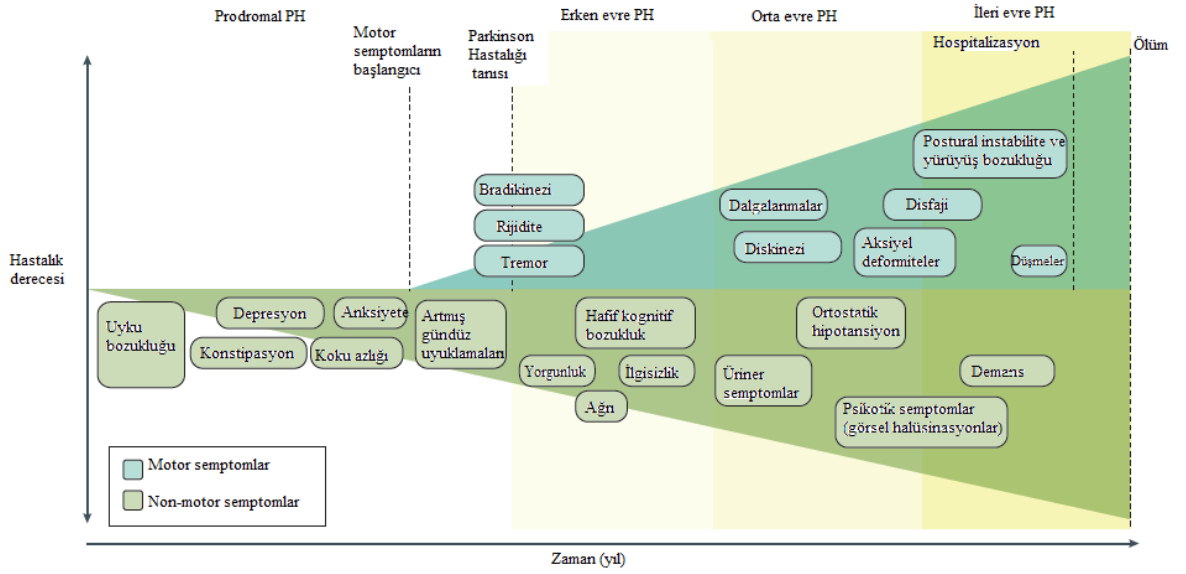 Prodromal PH
Erken evre PH
Orta evre PH
İleri evre PH
Motor
semptomların
başlangıcı
Parkinson
Hastalığı
tanısı
Hospitalizasyon
Ölüm
Hastalık
derecesi
Bradikinezi
Rijidite
Tremor
Dalgalanmalar
Diskinezi
Postural instabilite ve
yürüyüş bozukluğu
Disfaji
Aksiyel
deformiteler
Düşmeler
Uyku
bozukluğu
Depresyon
Anksiyete
Konstipasyon
Koku azlığı
Artmış
gündüz
uyuklamaları
Hafif kognitif
bozukluk
Yorgunluk
İlgisizlik
Ağrı
Ortostatik
hipotansiyon
Üriner
semptomlar
Demans
Psikotik semptomlar
(görsel halüsinasyonlar)
Motor semptomlar
Non-motor semptomlar
Zaman (yıl)